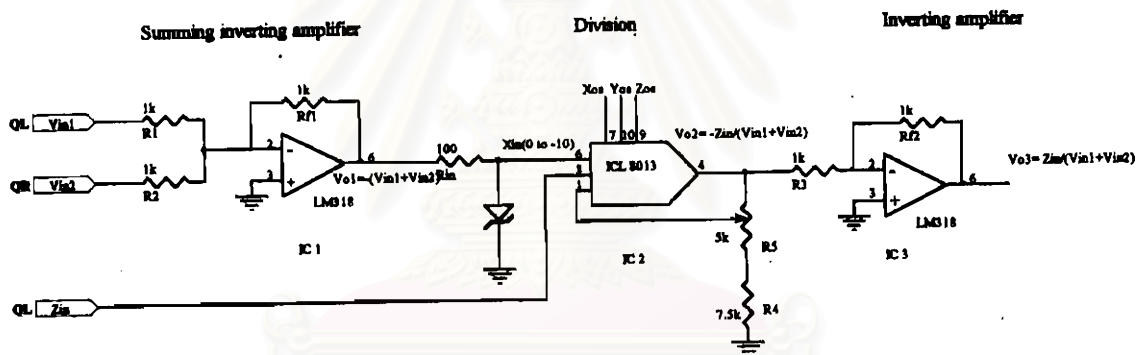 Summing inverting amplifier
Division
Inverting amplifier
1k
Rf1
1k
QL Vin1
R1
1k
QR Vin2
R2
2
3
6
Vo1=-(Vin1+Vin2)
LM318
IC 1
100
Rin
Xin(0 to -10)
Xos Yos Zos
7 20 9
6
1
ICL 8013
4
Vo2= -Zin/(Vin1+Vin2)
IC 2
5k
R5
7.5k
R4
1k
R3
1k
Rf2
2
3
6
LM318
Vo3= Zin/(Vin1+Vin2)
IC 3
QL Zin